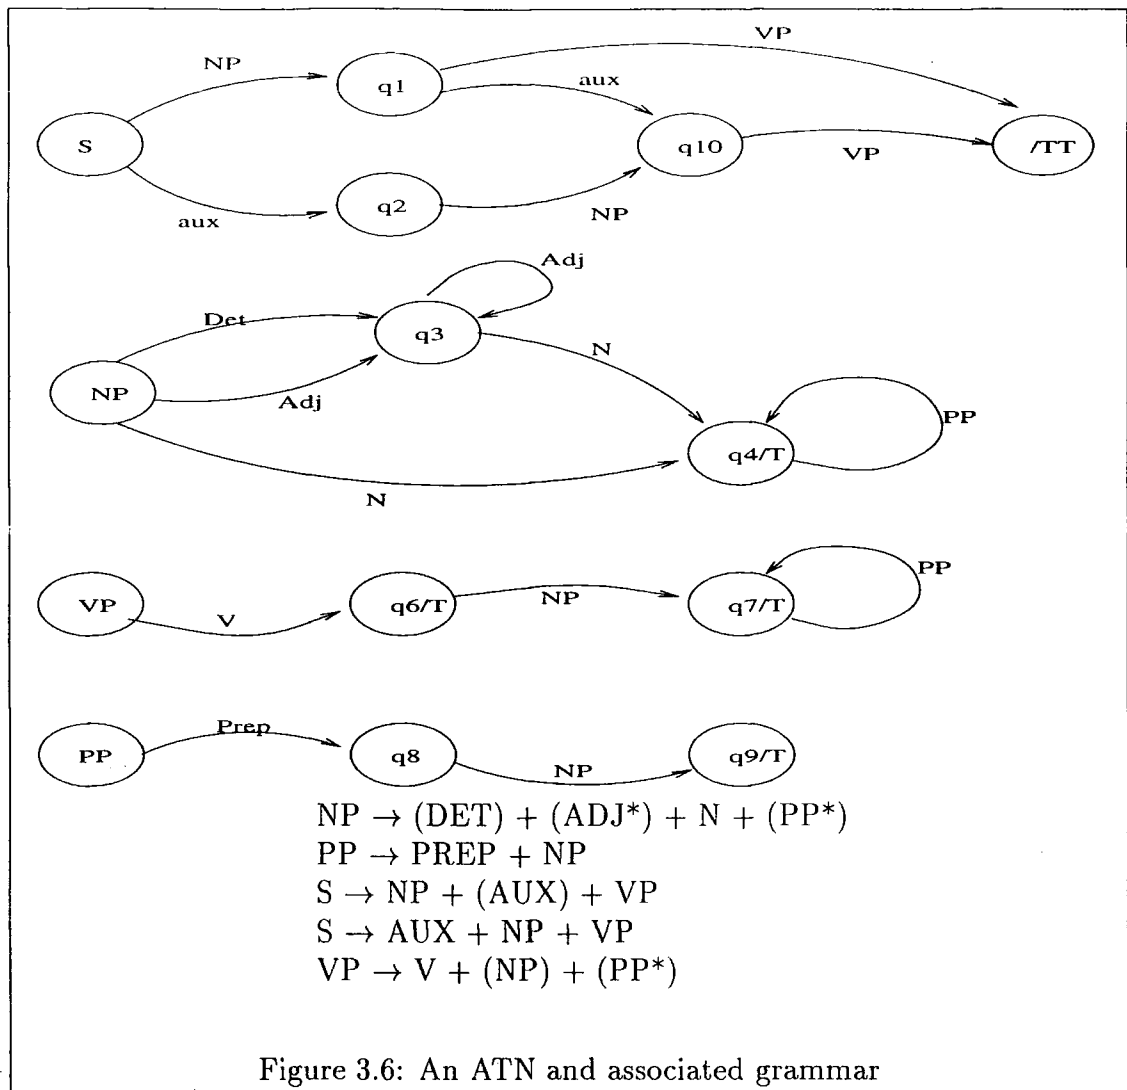 VP
NP
q1
aux
S
q10
/TT
VP
aux
q2
NP
Adj
Det
q3
N
NP
Adj
PP
q4/T
N
PP
VP
V
q6/T
NP
q7/T
Prep
PP
q8
NP
q9/T
NP → (DET) + (ADJ*) + N + (PP*)
PP → PREP + NP
S → NP + (AUX) + VP
S → AUX + NP + VP
VP → V + (NP) + (PP*)
Figure 3.6: An ATN and associated grammar